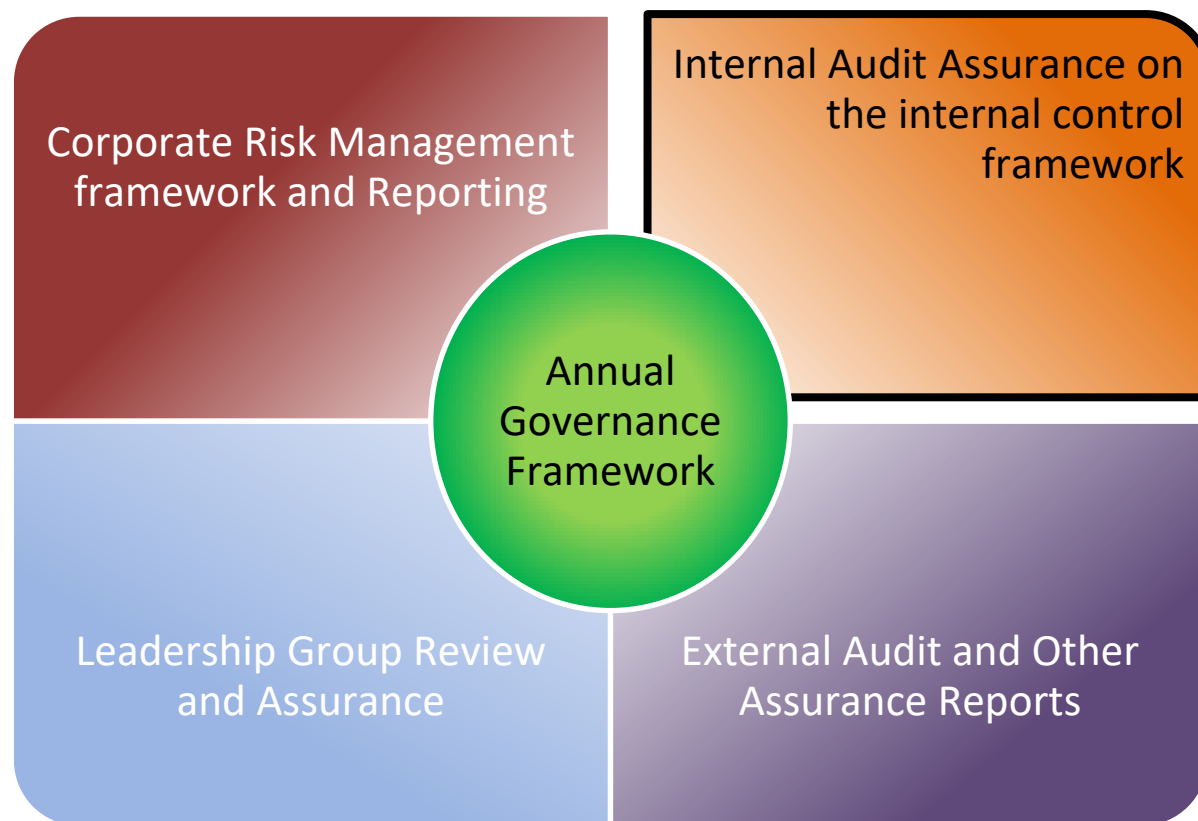 Corporate Risk Management
framework and Reporting
Internal Audit Assurance on
the internal control
framework
Annual
Governance
Framework
Leadership Group Review
and Assurance
External Audit and Other
Assurance Reports